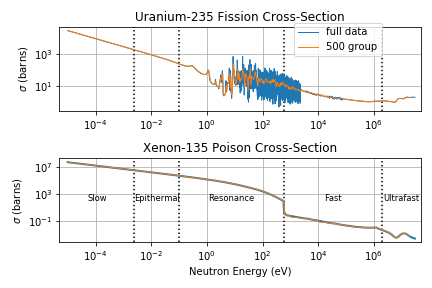 Uranium-235 Fission Cross-Section
full data
500 group
σ (barns)
10³
10¹
10⁻⁴ 10⁻² 10⁰ 10² 10⁴ 10⁶
Xenon-135 Poison Cross-Section
σ (barns)
10⁷
10³
10⁻¹
Slow Epithermal Resonance Fast Ultrafast
10⁻⁴ 10⁻² 10⁰ 10² 10⁴ 10⁶
Neutron Energy (eV)